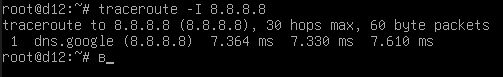 root@d12:~# traceroute -I 8.8.8.8
traceroute to 8.8.8.8 (8.8.8.8), 30 hops max, 60 byte packets
 1  dns.google (8.8.8.8)  7.364 ms  7.330 ms  7.610 ms
root@d12:~# в_